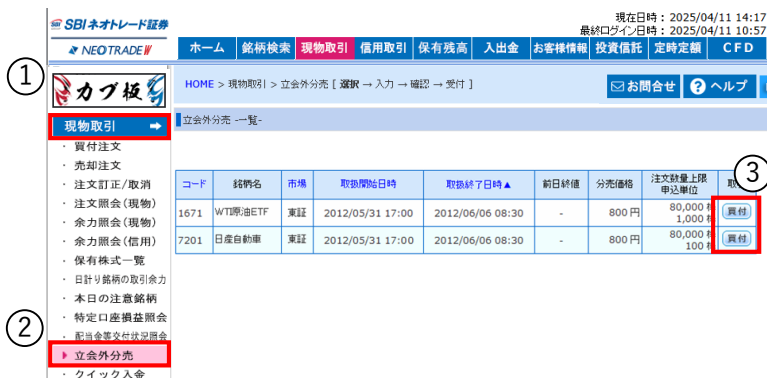 SBI ネオトレード証券
現在日時：2025/04/11 14:17
最終ログイン日時：2025/04/11 10:57
NEOTRADE W
ホーム 銘柄検索 現物取引 信用取引 保有残高 入出金 お客様情報 投資信託 定時定額 CFD
①
カブ板
HOME > 現物取引 > 立会外分売 [ 選択 → 入力 → 確認 → 受付 ]
お問合せ ? ヘルプ
現物取引
立会外分売 -一覧-
・ 買付注文
・ 売却注文
・ 注文訂正/取消
・ 注文照会(現物)
・ 余力照会(現物)
・ 余力照会(信用)
・ 保有株式一覧
・ 日計り銘柄の取引余力
・ 本日の注意銘柄
・ 特定口座損益照会
・ 配当金等交付状況照会
②
立会外分売
・ クイック入金
③
コード 銘柄名 市場 取扱開始日時 取扱終了日時▲ 前日終値 分売価格 注文数量上限
申込単位
1671 WTI原油ETF 東証 2012/05/31 17:00 2012/06/06 08:30 - 800円 80,000
1,000
買付
7201 日産自動車 東証 2012/05/31 17:00 2012/06/06 08:30 - 800円 80,000
100
買付